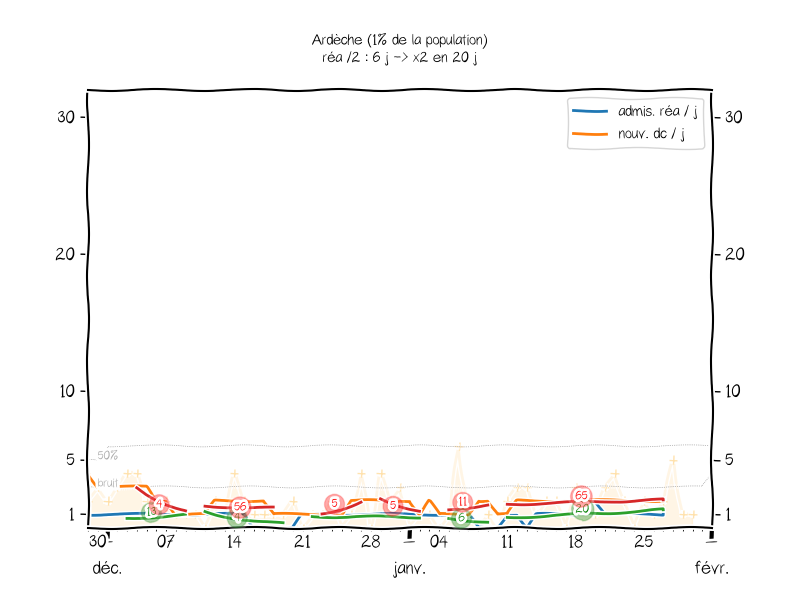 Ardèche (1% de la population)
réa /2 : 6 j -> x2 en 20 j
admis. réa / j
nouv. dc / j
30
30
20
20
10
10
5
5
1
1
50%
bruit
4
56
5
5
11
6
65
20
30 07 14 21 28 04 11 18 25
déc. janv. févr.